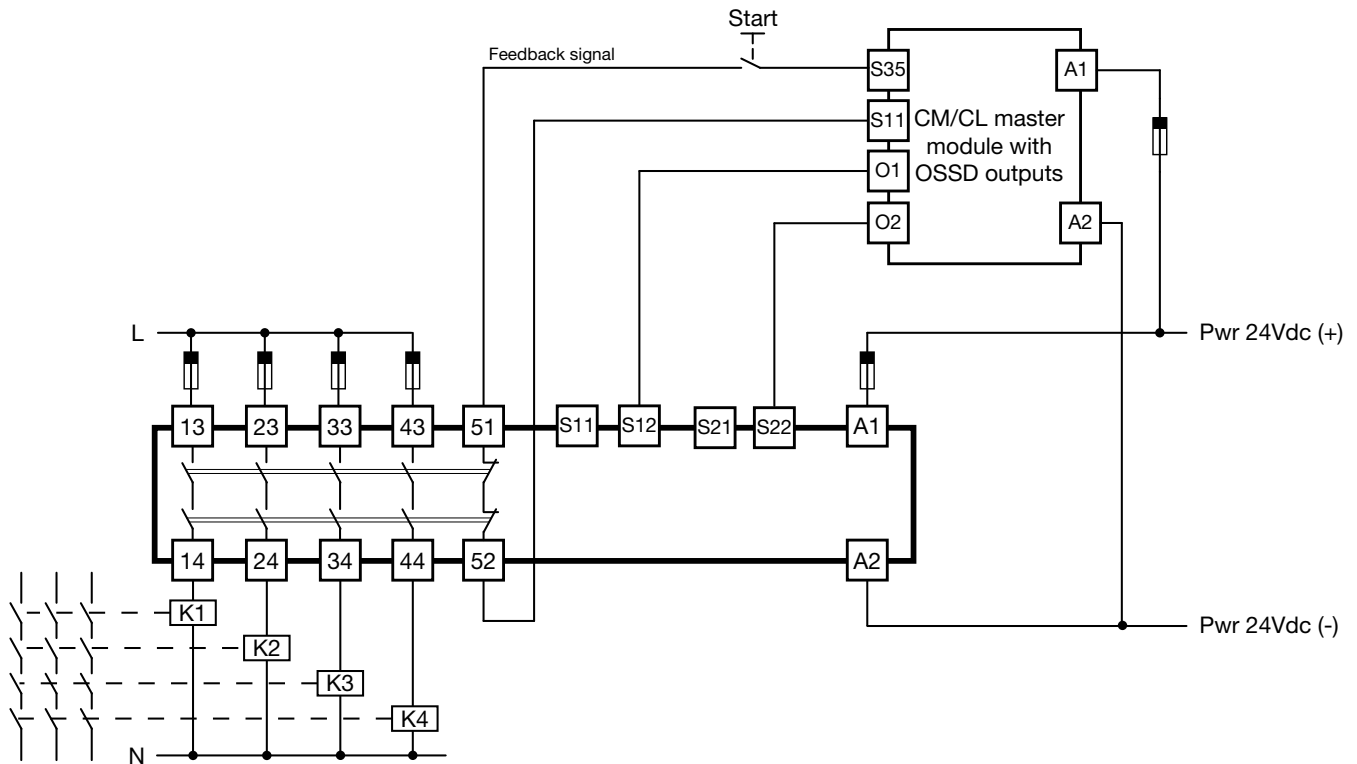 Start
Feedback signal
S35
A1
S11
CM/CL master
module with
OSSD outputs
O1
O2
A2
L
Pwr 24Vdc (+)
13
23
33
43
51
S11
S12
S21
S22
A1
14
24
34
44
52
A2
K1
K2
K3
K4
Pwr 24Vdc (-)
N